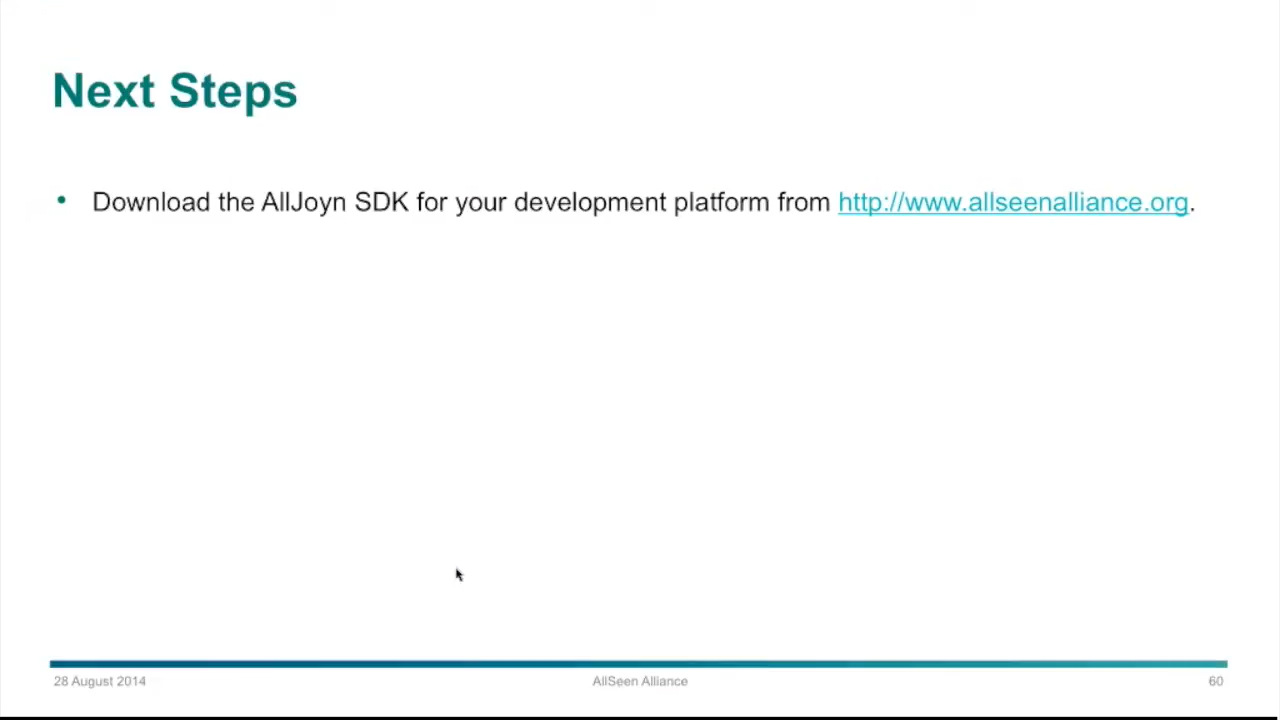 Next Steps
• Download the AllJoyn SDK for your development platform from http://www.allseenalliance.org.
28 August 2014
AllSeen Alliance
60